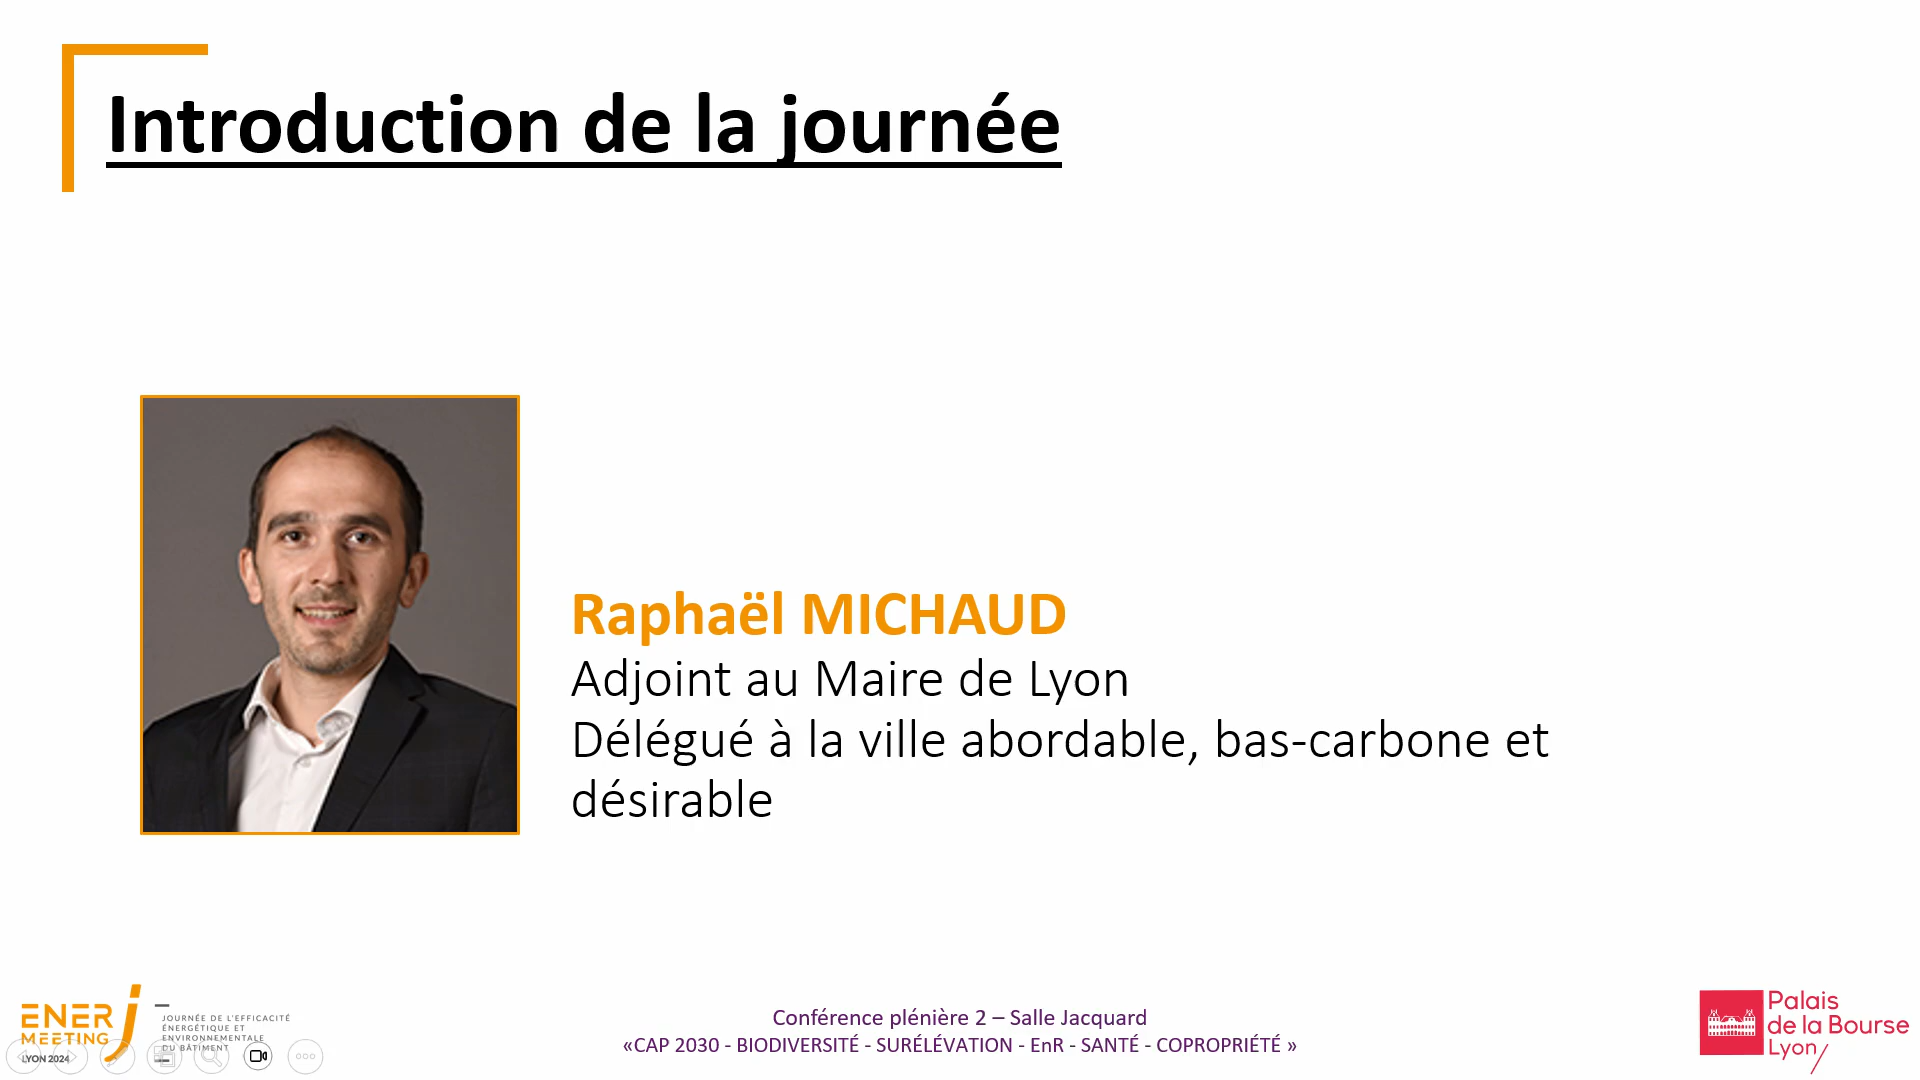 Introduction de la journée
Raphaël MICHAUD
Adjoint au Maire de Lyon
Délégué à la ville abordable, bas-carbone et
désirable
ENERJ
MEETING
LYON 2024
JOURNÉE DE L'EFFICACITÉ
ÉNERGÉTIQUE ET
ENVIRONNEMENTALE
DU BÂTIMENT
Conférence plénière 2 – Salle Jacquard
«CAP 2030 - BIODIVERSITÉ - SURÉLÉVATION - EnR - SANTÉ - COPROPRIÉTÉ »
Palais
de la Bourse
Lyon